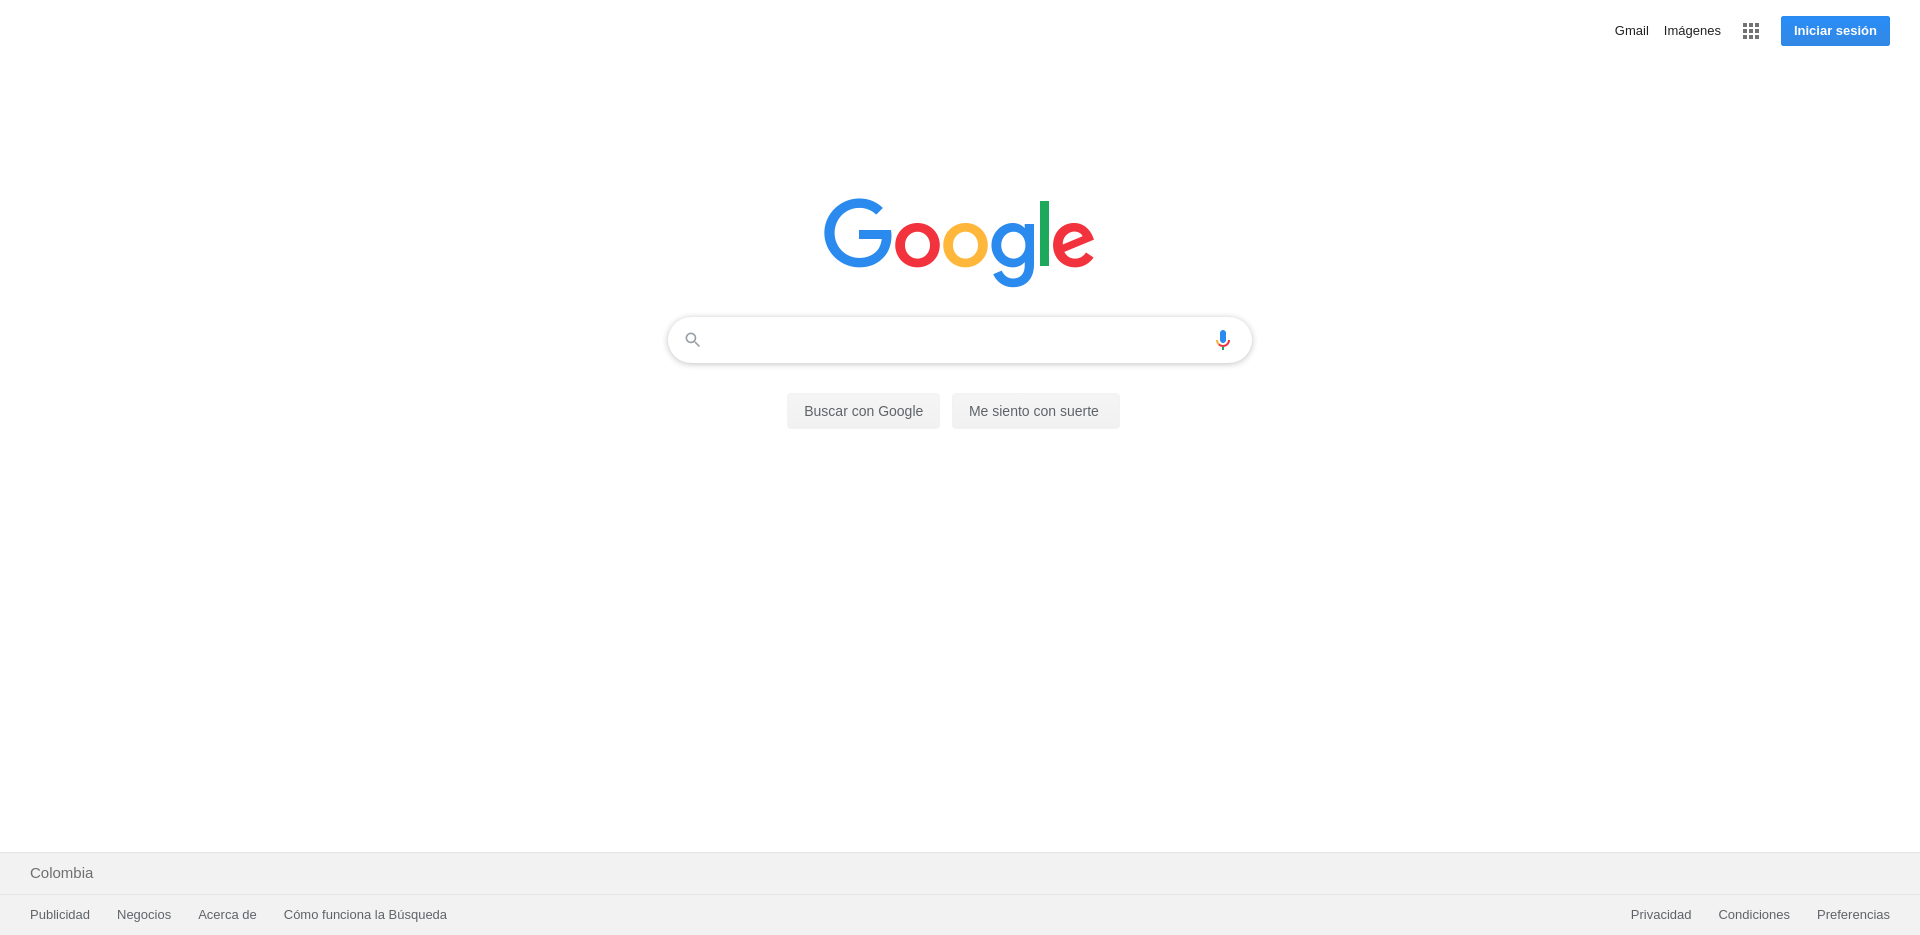 Gmail Imágenes Iniciar sesión
Google
Buscar con Google Me siento con suerte
Colombia
Publicidad Negocios Acerca de Cómo funciona la Búsqueda Privacidad Condiciones Preferencias